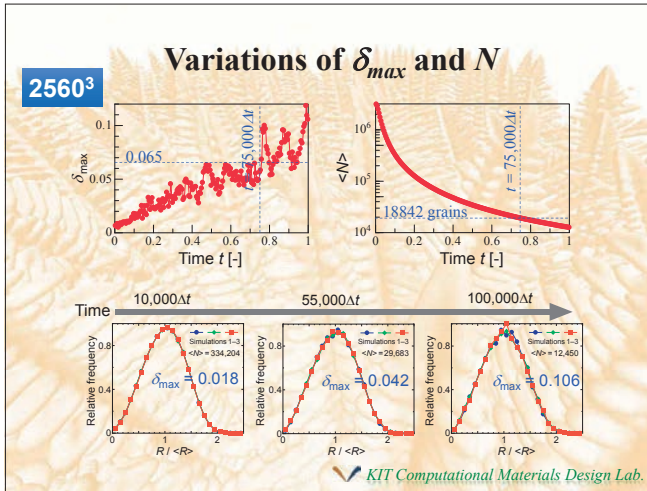 Variations of δmax and N
2560³
0.1
0.05
0
δmax
0.065
t = 75,000Δt
0 0.2 0.4 0.6 0.8 1
Time t [-]
10⁶
10⁵
10⁴
<N>
18842 grains
t = 75,000Δt
0 0.2 0.4 0.6 0.8 1
Time t [-]
Time
10,000Δt 55,000Δt 100,000Δt
Relative frequency
0.8
0.4
0
Simulations 1–3
<N> = 334,204
δmax = 0.018
0 1 2
R / <R>
Relative frequency
0.8
0.4
0
Simulations 1–3
<N> = 29,683
δmax = 0.042
0 1 2
R / <R>
Relative frequency
0.8
0.4
0
Simulations 1–3
<N> = 12,450
δmax = 0.106
0 1 2
R / <R>
KIT Computational Materials Design Lab.